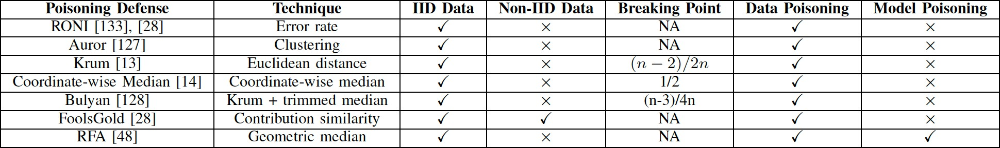 Poisoning Defense Technique IID Data Non-IID Data Breaking Point Data Poisoning Model Poisoning
RONI [133], [28] Error rate ✓ × NA ✓ ×
Auror [127] Clustering ✓ × NA ✓ ×
Krum [13] Euclidean distance ✓ × (n − 2)/2n ✓ ×
Coordinate-wise Median [14] Coordinate-wise median ✓ × 1/2 ✓ ×
Bulyan [128] Krum + trimmed median ✓ × (n-3)/4n ✓ ×
FoolsGold [28] Contribution similarity ✓ ✓ NA ✓ ×
RFA [48] Geometric median ✓ × NA ✓ ✓